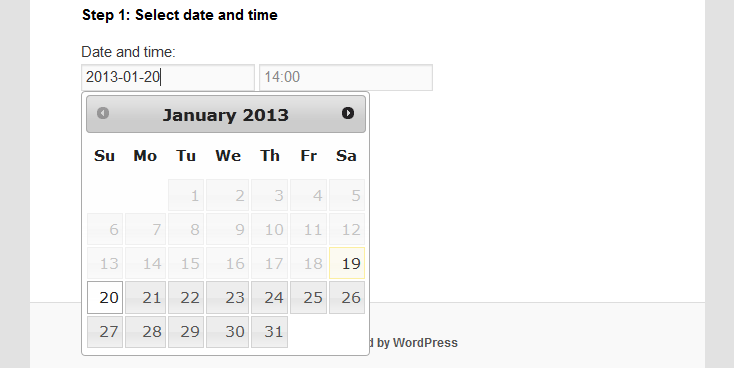 Step 1: Select date and time
Date and time:
2013-01-20 14:00
January 2013
Su Mo Tu We Th Fr Sa
1 2 3 4 5
6 7 8 9 10 11 12
13 14 15 16 17 18 19
20 21 22 23 24 25 26
27 28 29 30 31
by WordPress